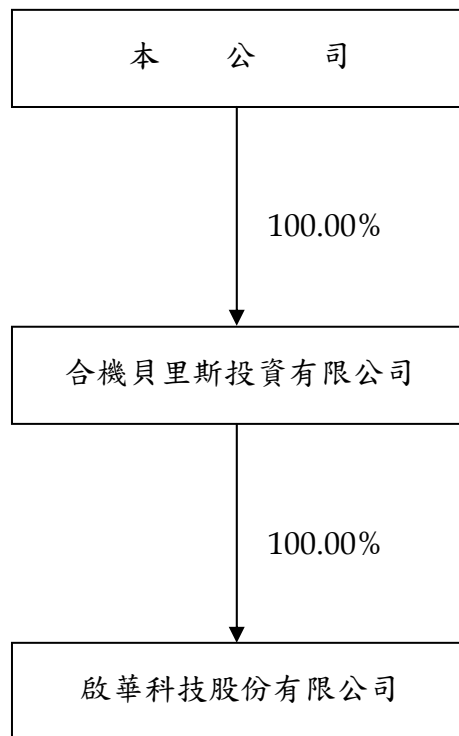 本 公 司
100.00%
合機貝里斯投資有限公司
100.00%
啟華科技股份有限公司